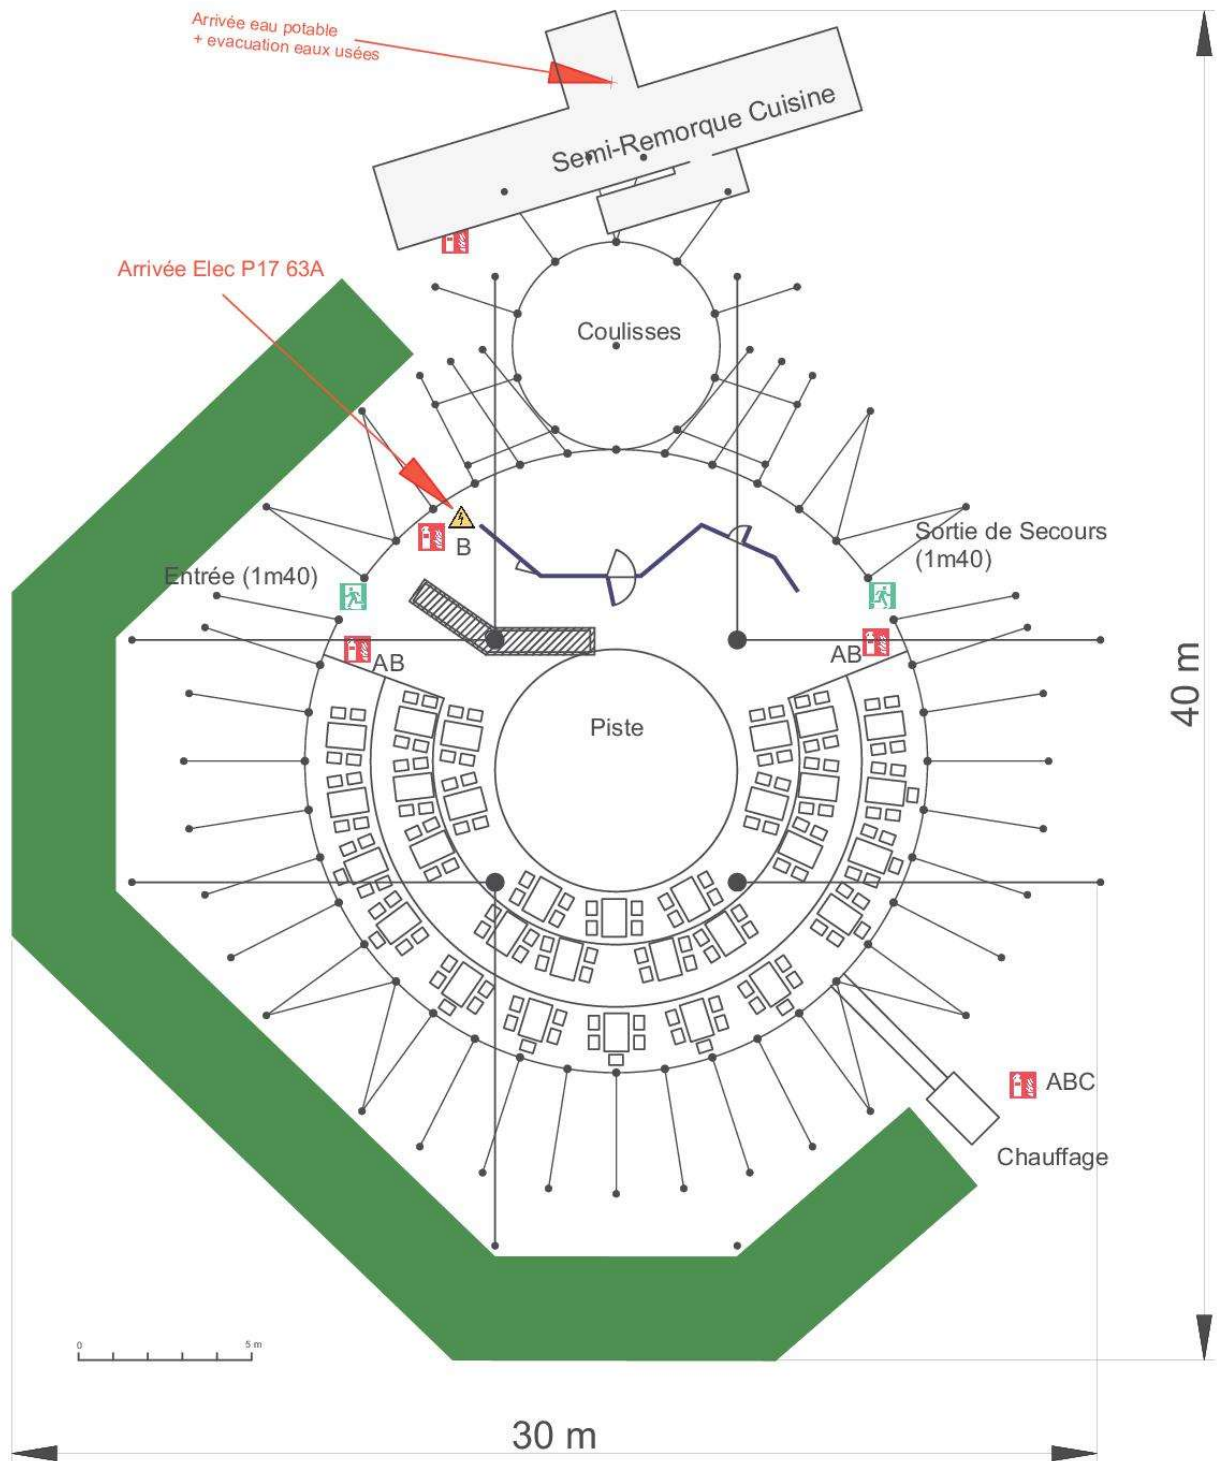 Arrivée eau potable
+ evacuation eaux usées
Semi-Remorque Cuisine
Arrivée Elec P17 63A
Coulisses
B
Sortie de Secours
(1m40)
Entrée (1m40)
AB
AB
40 m
Piste
ABC
Chauffage
0
5 m
30 m